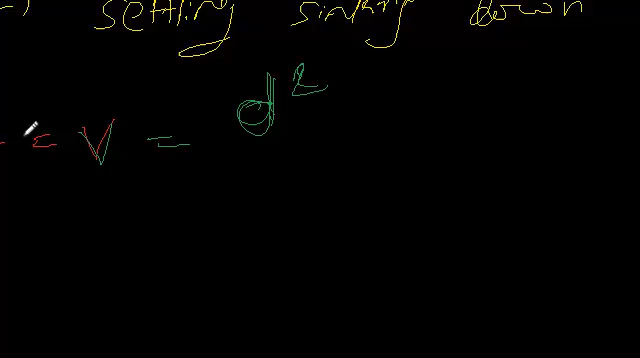 settling sinking down
= V = d²